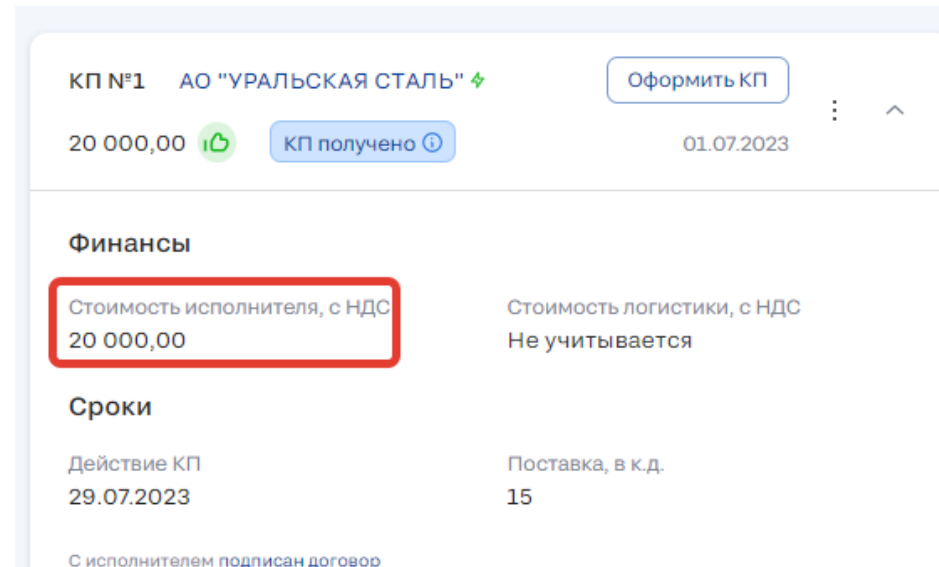 КП №1 АО "УРАЛЬСКАЯ СТАЛЬ" Оформить КП
20 000,00 КП получено 01.07.2023
Финансы
Стоимость исполнителя, с НДС Стоимость логистики, с НДС
20 000,00 Не учитывается
Сроки
Действие КП Поставка, в к.д.
29.07.2023 15
С исполнителем подписан договор